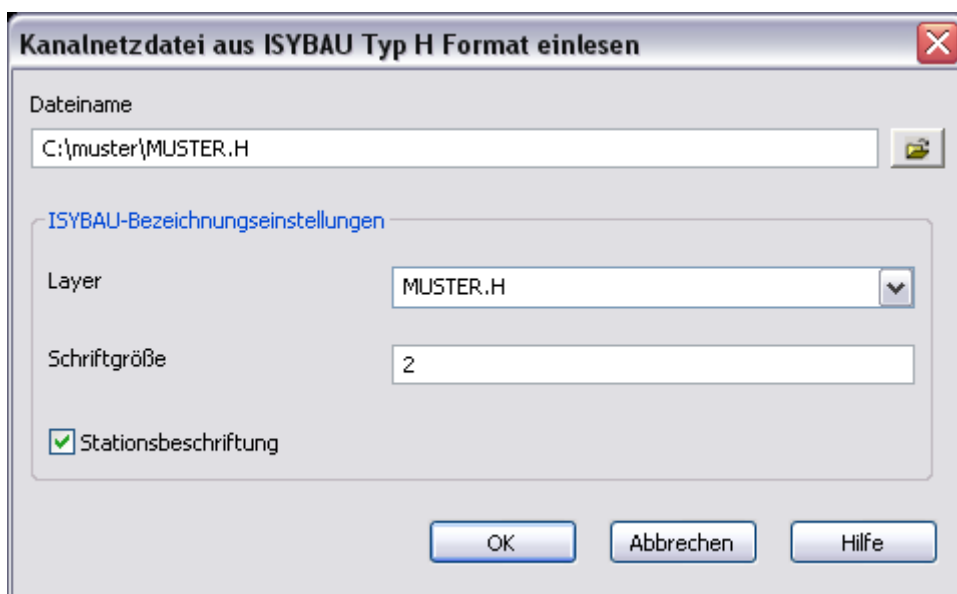 Kanalnetzdatei aus ISYBAU Typ H Format einlesen
Dateiname
C:\muster\MUSTER.H
ISYBAU-Bezeichnungseinstellungen
Layer MUSTER.H
Schriftgröße 2
Stationsbeschriftung
OK Abbrechen Hilfe